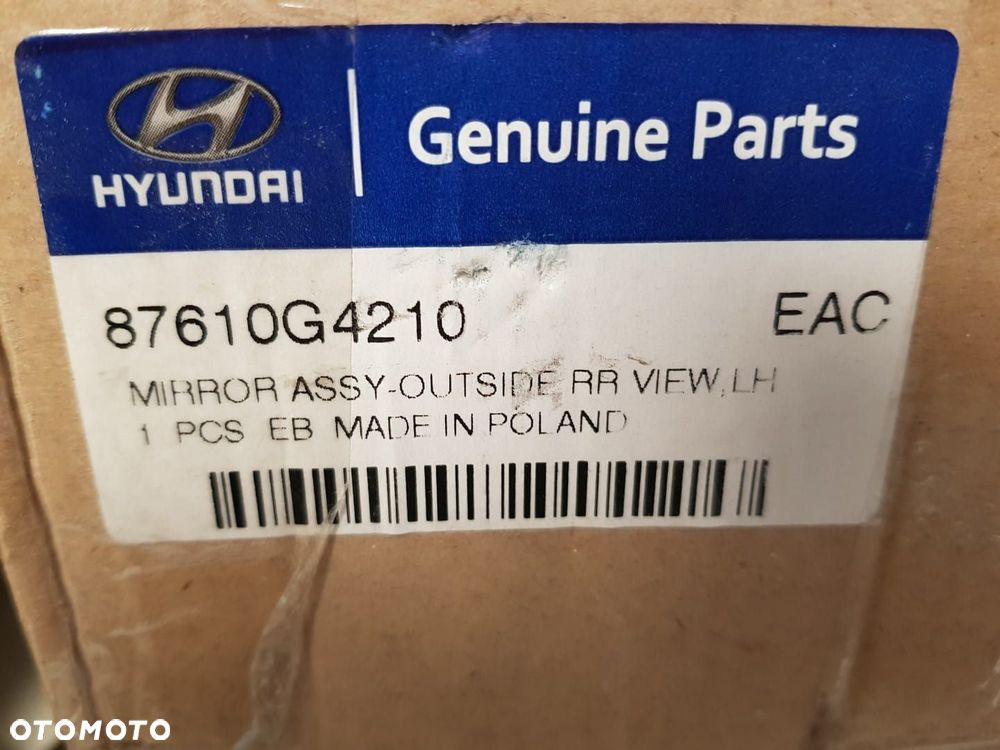 HYUNDAI
Genuine Parts
87610G4210 EAC
MIRROR ASSY-OUTSIDE RR VIEW,LH
1 PCS EB MADE IN POLAND
OTOMOTO